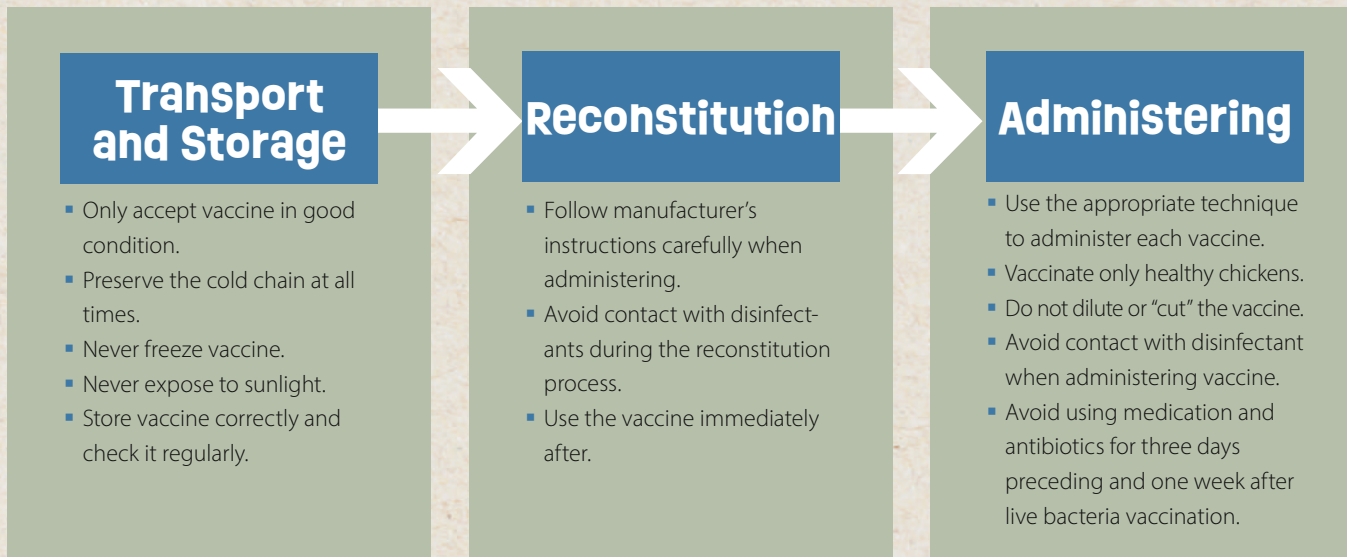 Transport
and Storage
▪ Only accept vaccine in good
condition.
▪ Preserve the cold chain at all
times.
▪ Never freeze vaccine.
▪ Never expose to sunlight.
▪ Store vaccine correctly and
check it regularly.
Reconstitution
▪ Follow manufacturer’s
instructions carefully when
administering.
▪ Avoid contact with disinfect-
ants during the reconstitution
process.
▪ Use the vaccine immediately
after.
Administering
▪ Use the appropriate technique
to administer each vaccine.
▪ Vaccinate only healthy chickens.
▪ Do not dilute or “cut” the vaccine.
▪ Avoid contact with disinfectant
when administering vaccine.
▪ Avoid using medication and
antibiotics for three days
preceding and one week after
live bacteria vaccination.